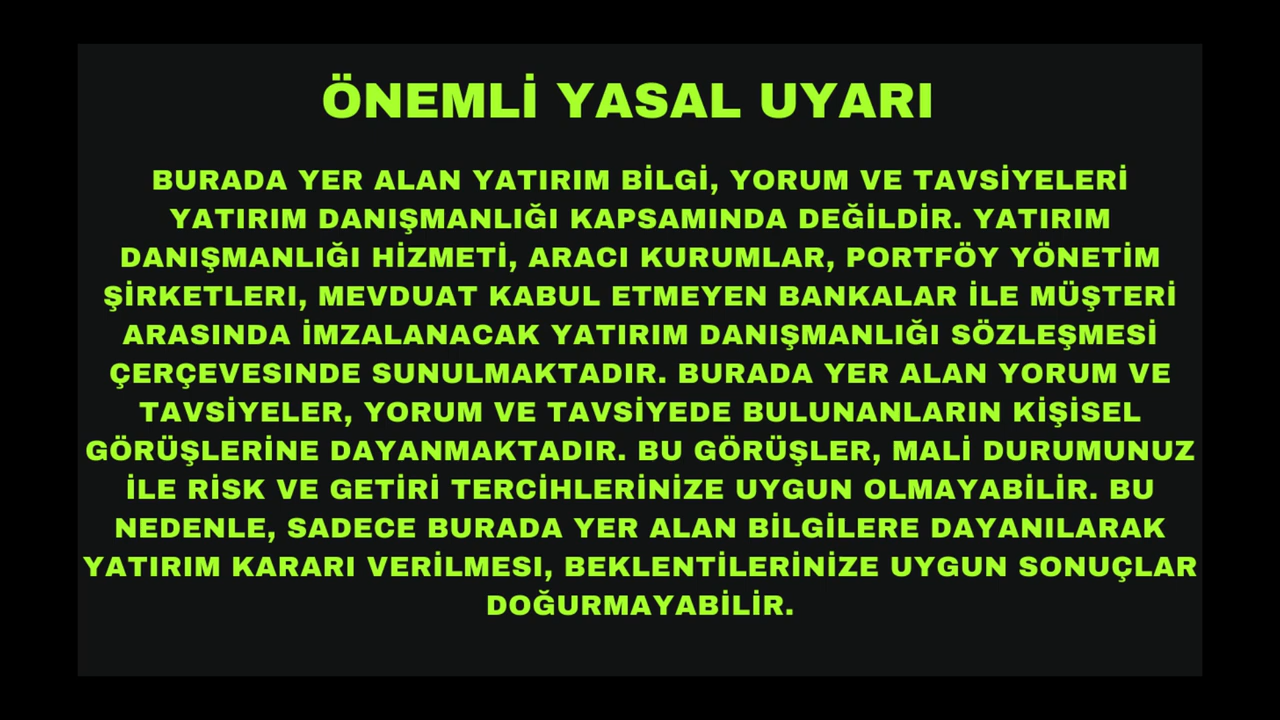 ÖNEMLİ YASAL UYARI
BURADA YER ALAN YATIRIM BİLGİ, YORUM VE TAVSİYELERİ
YATIRIM DANIŞMANLIĞI KAPSAMINDA DEĞİLDİR. YATIRIM
DANIŞMANLIĞI HİZMETİ, ARACI KURUMLAR, PORTFÖY YÖNETİM
ŞİRKETLERI, MEVDUAT KABUL ETMEYEN BANKALAR İLE MÜŞTERİ
ARASINDA İMZALANACAK YATIRIM DANIŞMANLIĞI SÖZLEŞMESİ
ÇERÇEVESINDE SUNULMAKTADIR. BURADA YER ALAN YORUM VE
TAVSİYELER, YORUM VE TAVSİYEDE BULUNANLARIN KİŞİSEL
GÖRÜŞLERİNE DAYANMAKTADIR. BU GÖRÜŞLER, MALİ DURUMUNUZ
İLE RİSK VE GETİRİ TERCİHLERİNİZE UYGUN OLMAYABİLİR. BU
NEDENLE, SADECE BURADA YER ALAN BİLGİLERE DAYANILARAK
YATIRIM KARARI VERİLMESI, BEKLENTİLERİNİZE UYGUN SONUÇLAR
DOĞURMAYABİLİR.